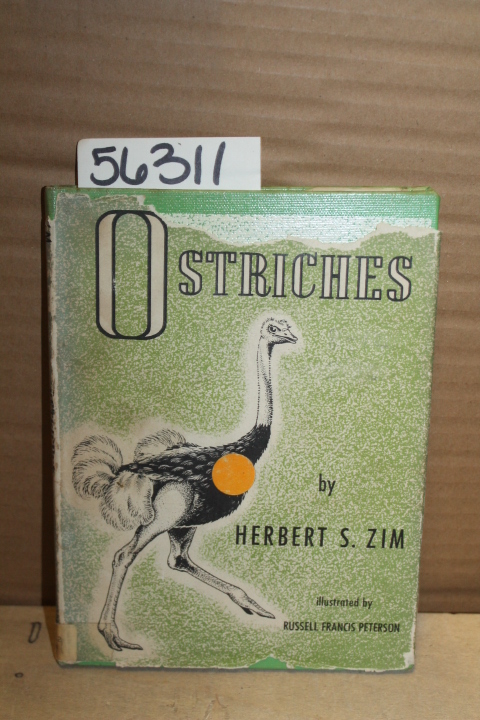 56311
OSTRICHES
by
HERBERT S. ZIM
illustrated by
RUSSELL FRANCIS PETERSON
D